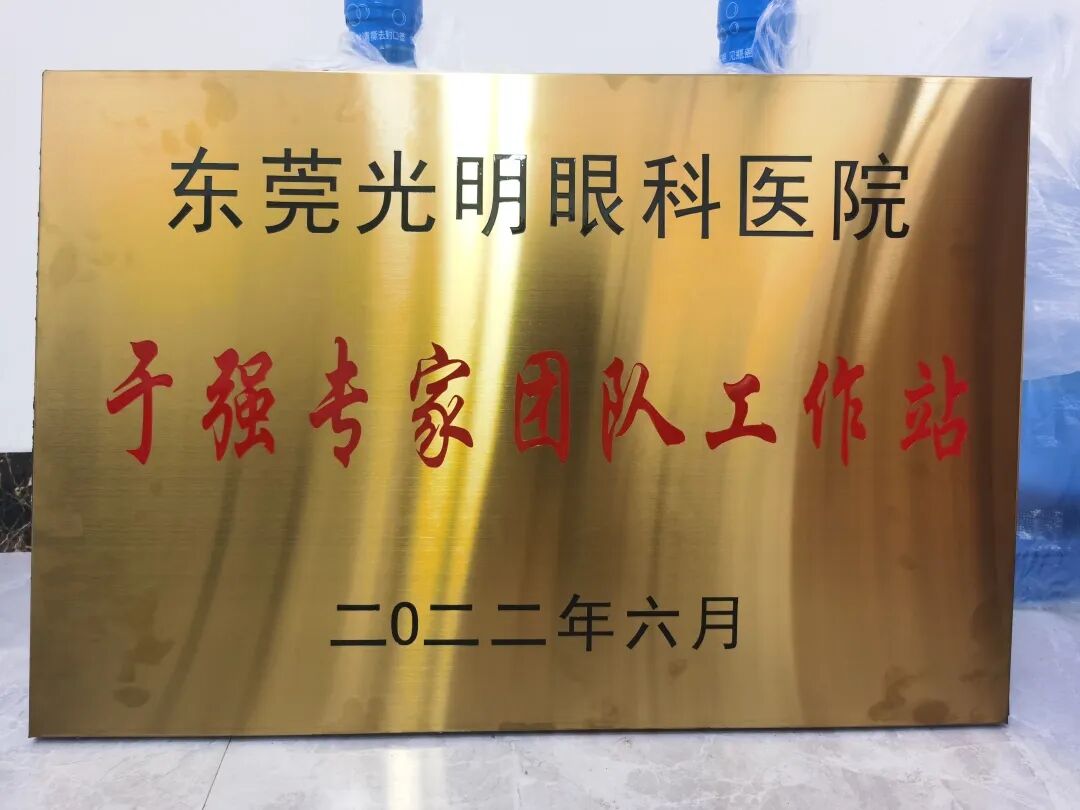 东莞光明眼科医院
于强专家团队工作站
二0二二年六月